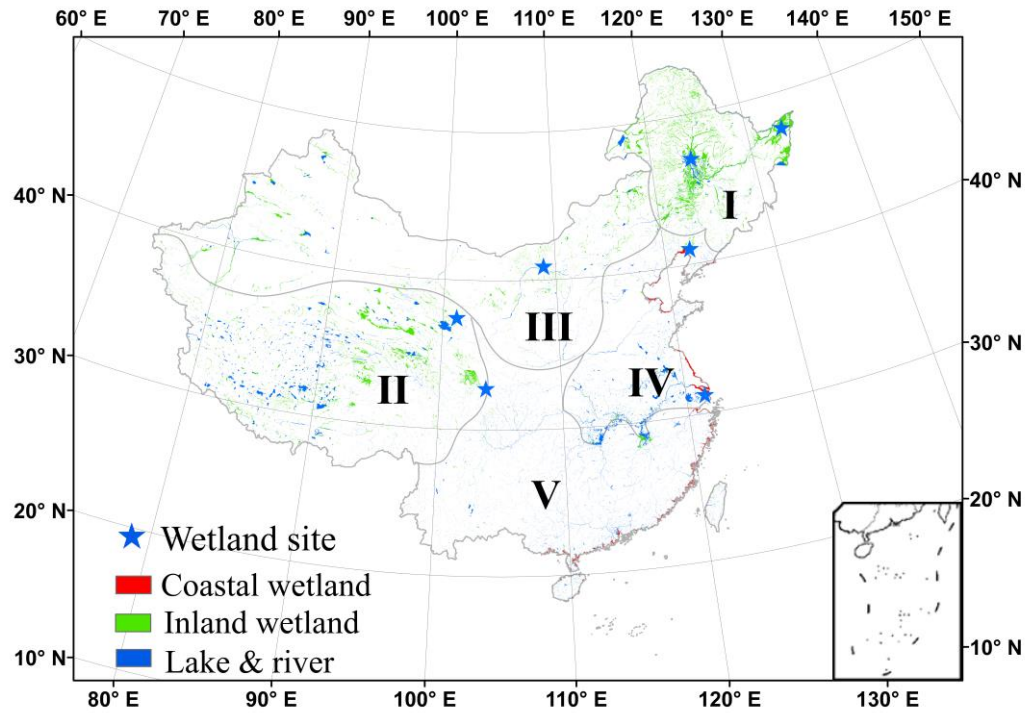 60° E 70° E 80° E 90° E 100° E 110° E 120° E 130° E 140° E 150° E
40° N 40° N
I
30° N 30° N
III
II
IV
20° N 20° N
V
Wetland site
Coastal wetland
Inland wetland
10° N 10° N
Lake & river
80° E 90° E 100° E 110° E 120° E 130° E